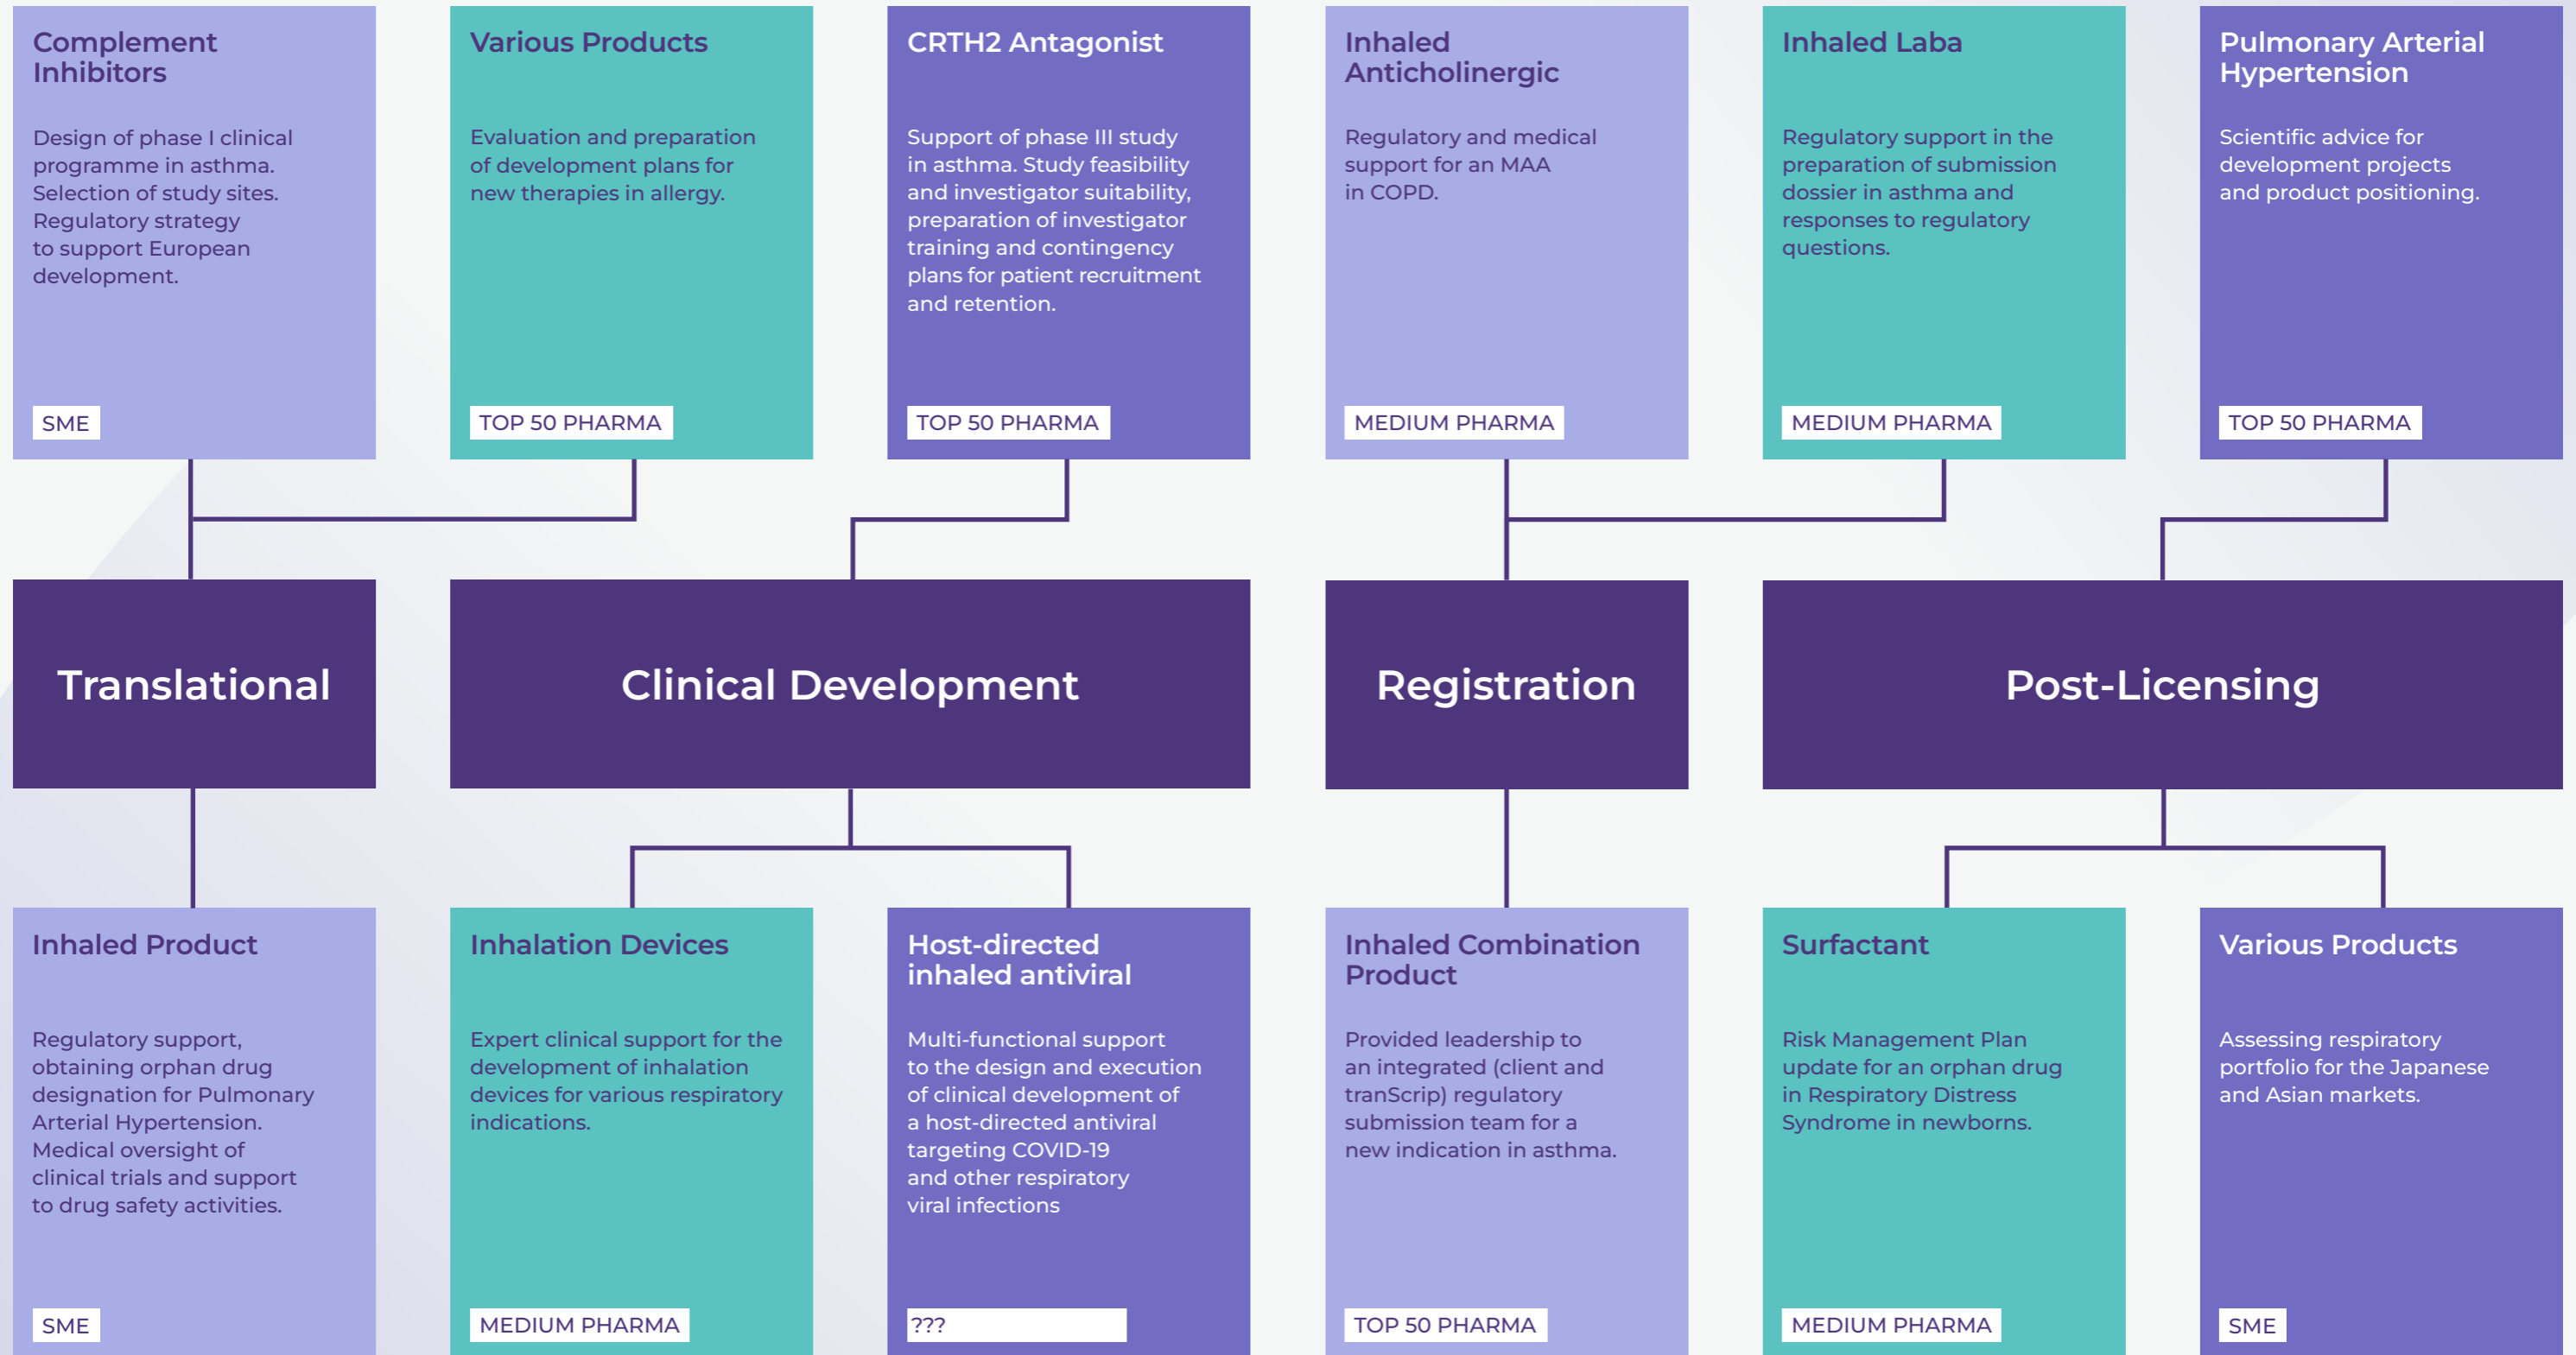 Complement
Inhibitors
Design of phase I clinical
programme in asthma.
Selection of study sites.
Regulatory strategy
to support European
development.
SME
Various Products
Evaluation and preparation
of development plans for
new therapies in allergy.
TOP 50 PHARMA
CRTH2 Antagonist
Support of phase III study
in asthma. Study feasibility
and investigator suitability,
preparation of investigator
training and contingency
plans for patient recruitment
and retention.
TOP 50 PHARMA
Inhaled
Anticholinergic
Regulatory and medical
support for an MAA
in COPD.
MEDIUM PHARMA
Inhaled Laba
Regulatory support in the
preparation of submission
dossier in asthma and
responses to regulatory
questions.
MEDIUM PHARMA
Pulmonary Arterial
Hypertension
Scientific advice for
development projects
and product positioning.
TOP 50 PHARMA
Translational
Clinical Development
Registration
Post-Licensing
Inhaled Product
Regulatory support,
obtaining orphan drug
designation for Pulmonary
Arterial Hypertension.
Medical oversight of
clinical trials and support
to drug safety activities.
SME
Inhalation Devices
Expert clinical support for the
development of inhalation
devices for various respiratory
indications.
MEDIUM PHARMA
Host-directed
inhaled antiviral
Multi-functional support
to the design and execution
of clinical development of
a host-directed antiviral
targeting COVID-19
and other respiratory
viral infections
???
Inhaled Combination
Product
Provided leadership to
an integrated (client and
tranScrip) regulatory
submission team for a
new indication in asthma.
TOP 50 PHARMA
Surfactant
Risk Management Plan
update for an orphan drug
in Respiratory Distress
Syndrome in newborns.
MEDIUM PHARMA
Various Products
Assessing respiratory
portfolio for the Japanese
and Asian markets.
SME